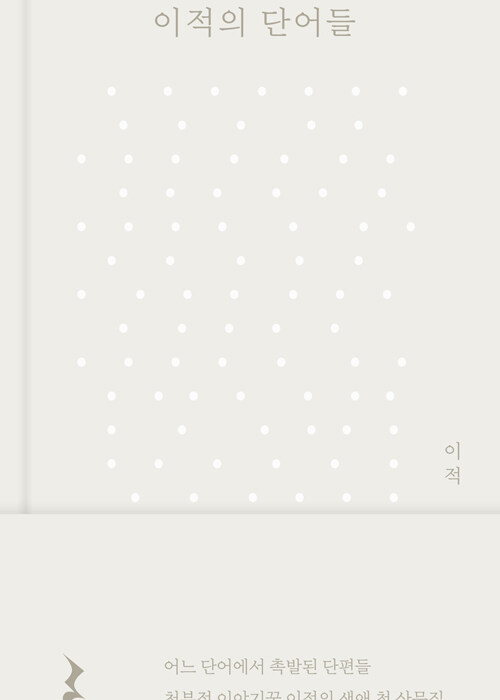 이적의 단어들
이
적
어느 단어에서 촉발된 단편들
천부적 이야기꾼 이적의 생애 첫 산문집